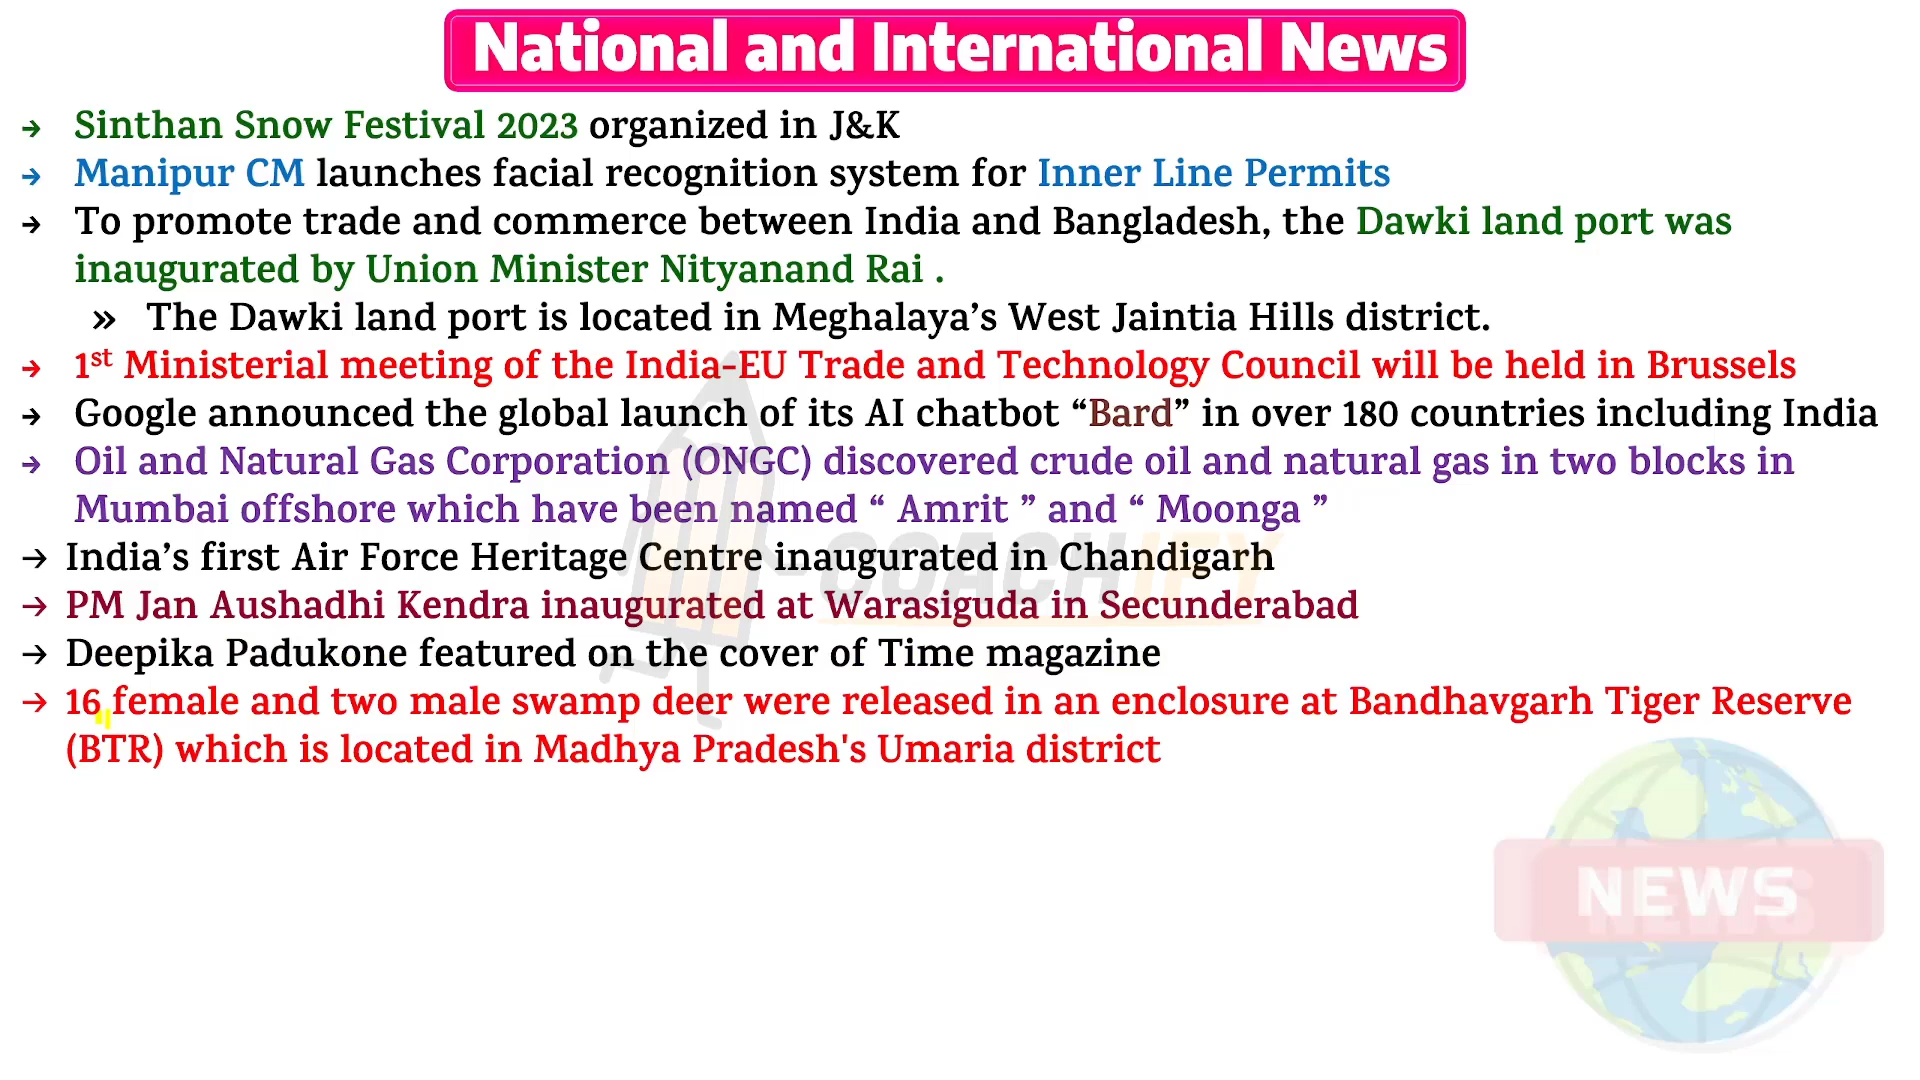 National and International News
→ Sinthan Snow Festival 2023 organized in J&K
→ Manipur CM launches facial recognition system for Inner Line Permits
→ To promote trade and commerce between India and Bangladesh, the Dawki land port was
inaugurated by Union Minister Nityanand Rai .
» The Dawki land port is located in Meghalaya’s West Jaintia Hills district.
→ 1st Ministerial meeting of the India-EU Trade and Technology Council will be held in Brussels
→ Google announced the global launch of its AI chatbot “Bard” in over 180 countries including India
→ Oil and Natural Gas Corporation (ONGC) discovered crude oil and natural gas in two blocks in
Mumbai offshore which have been named “ Amrit ” and “ Moonga ”
→ India’s first Air Force Heritage Centre inaugurated in Chandigarh
COACHIFY
→ PM Jan Aushadhi Kendra inaugurated at Warasiguda in Secunderabad
→ Deepika Padukone featured on the cover of Time magazine
→ 16 female and two male swamp deer were released in an enclosure at Bandhavgarh Tiger Reserve
(BTR) which is located in Madhya Pradesh's Umaria district
NEWS